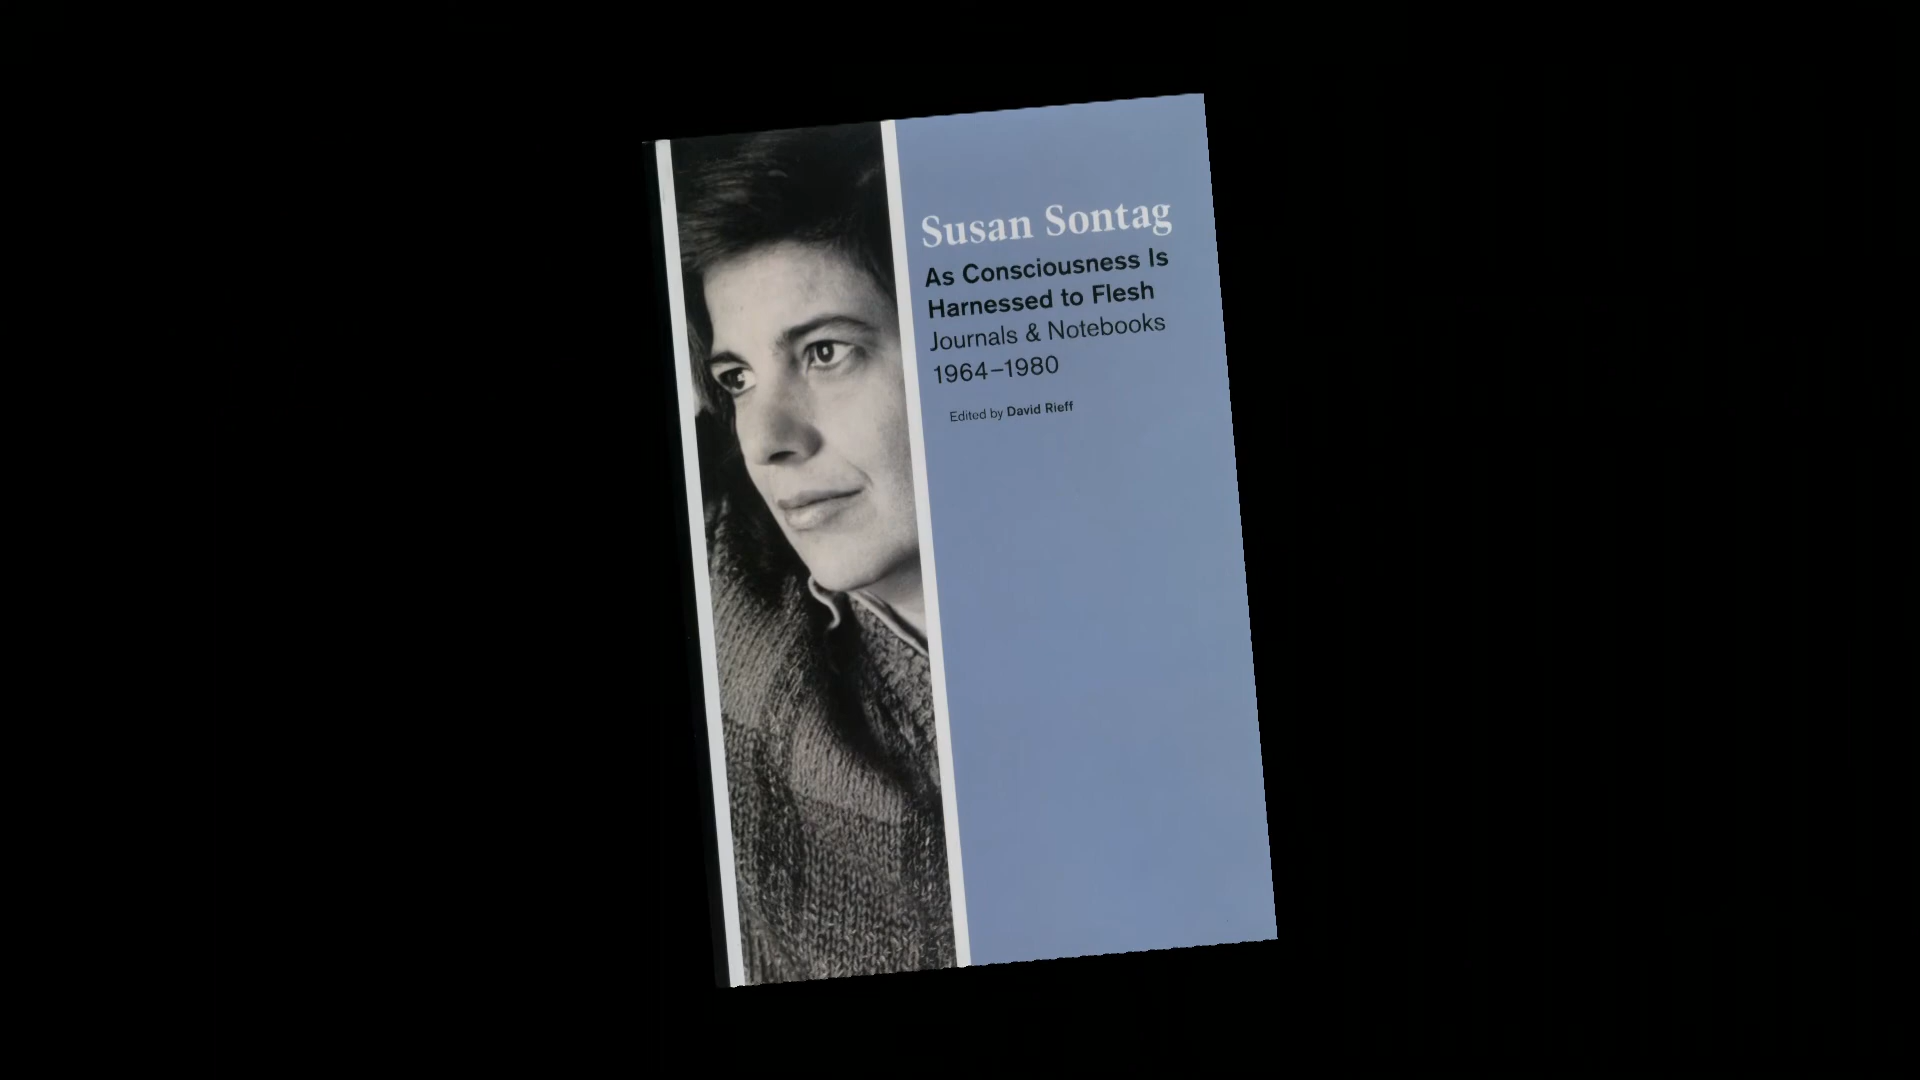 Susan Sontag
As Consciousness Is
Harnessed to Flesh
Journals & Notebooks
1964–1980
Edited by David Rieff